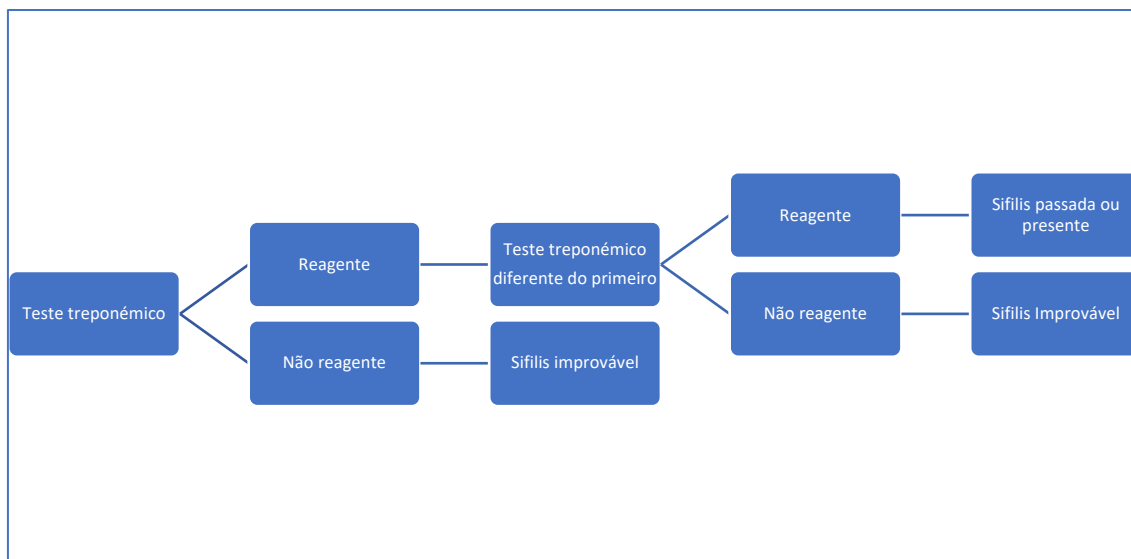 Teste treponémico
Reagente
Não reagente
Teste treponémico
diferente do primeiro
Sifilis improvável
Reagente
Não reagente
Sifilis passada ou
presente
Sifilis Improvável